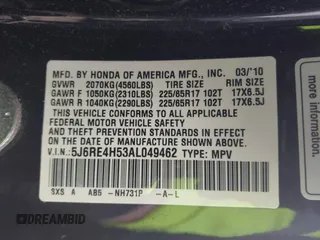 MFD. BY HONDA OF AMERICA MFG., INC. 03/'10
GVWR 2070KG(4560LBS) TIRE SIZE RIM SIZE
GAWR F 1050KG(2310LBS) 225/65R17 102T 17X6.5J
GAWR R 1040KG(2290LBS) 225/65R17 102T 17X6.5J
THIS VEHICLE CONFORMS TO ALL APPLICABLE
FEDERAL MOTOR VEHICLE SAFETY AND THEFT
PREVENTION STANDARDS IN EFFECT ON THE DATE
OF MANUFACTURE SHOWN ABOVE.
V.I.N: 5J6RE4H53AL049462 TYPE: MPV
SXS A AB5 -NH731P -A-L
DREAMBID